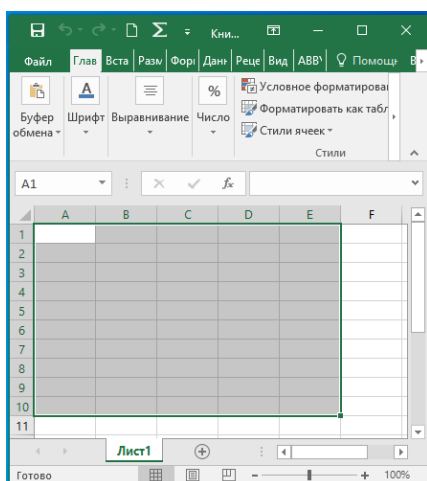 Кни...
Файл Глав Вста Разм Форм Данн Реце Вид ABBY Помощь В
Условное форматирова
Форматировать как табл
Стили ячеек
Буфер обмена
Шрифт
Выравнивание
%
Число
Стили
A1
fx
A B C D E F
1
2
3
4
5
6
7
8
9
10
11
Лист1
Готово
100%